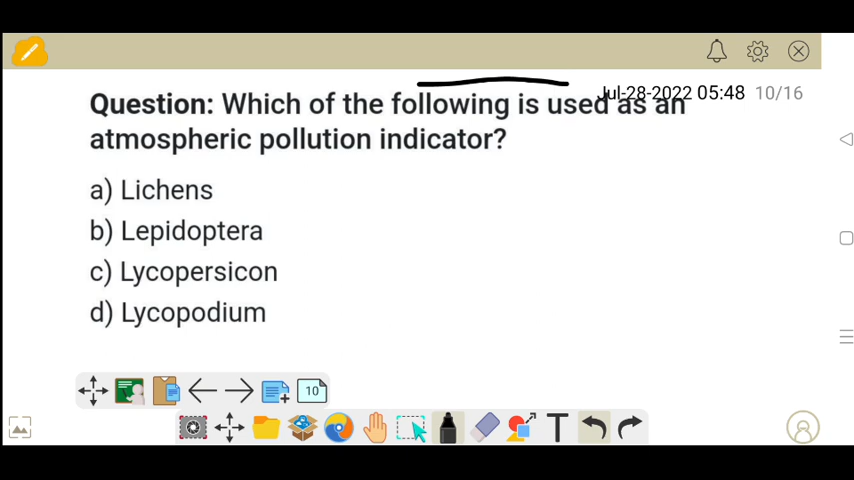 Jul-28-2022 05:48 10/16
Question: Which of the following is used as an
atmospheric pollution indicator?
a) Lichens
b) Lepidoptera
c) Lycopersicon
d) Lycopodium
10
T